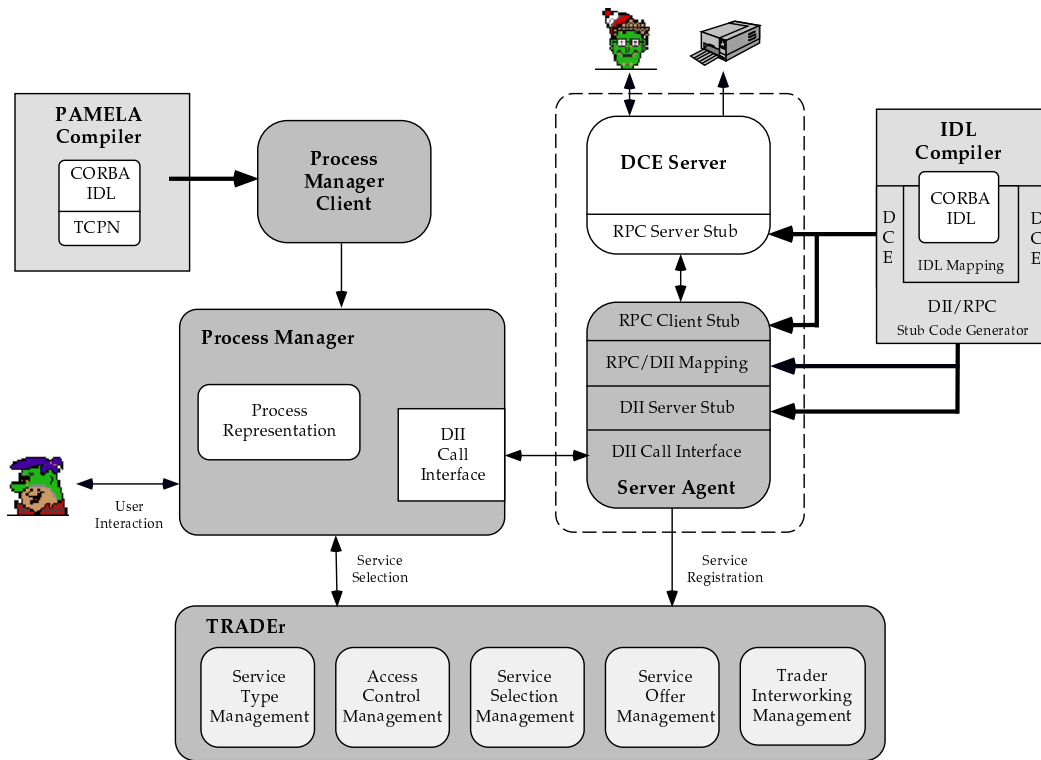 PAMELA
Compiler
CORBA
IDL
TCPN
Process
Manager
Client
DCE Server
RPC Server Stub
IDL
Compiler
CORBA
IDL
D
C
E
D
C
E
IDL Mapping
DII/RPC
Stub Code Generator
Process Manager
Process
Representation
DII
Call
Interface
RPC Client Stub
RPC/DII Mapping
DII Server Stub
DII Call Interface
Server Agent
User
Interaction
Service
Selection
Service
Registration
TRADEr
Service
Type
Management
Access
Control
Management
Service
Selection
Management
Service
Offer
Management
Trader
Interworking
Management